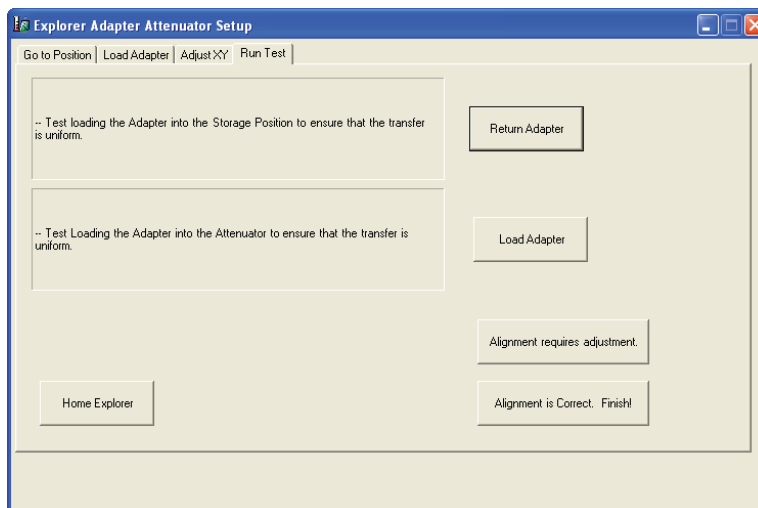 Explorer Adapter Attenuator Setup
Go to Position Load Adapter Adjust XY Run Test
-- Test loading the Adapter into the Storage Position to ensure that the transfer
is uniform.
Return Adapter
-- Test Loading the Adapter into the Attenuator to ensure that the transfer is
uniform.
Load Adapter
Alignment requires adjustment.
Home Explorer
Alignment is Correct. Finish!